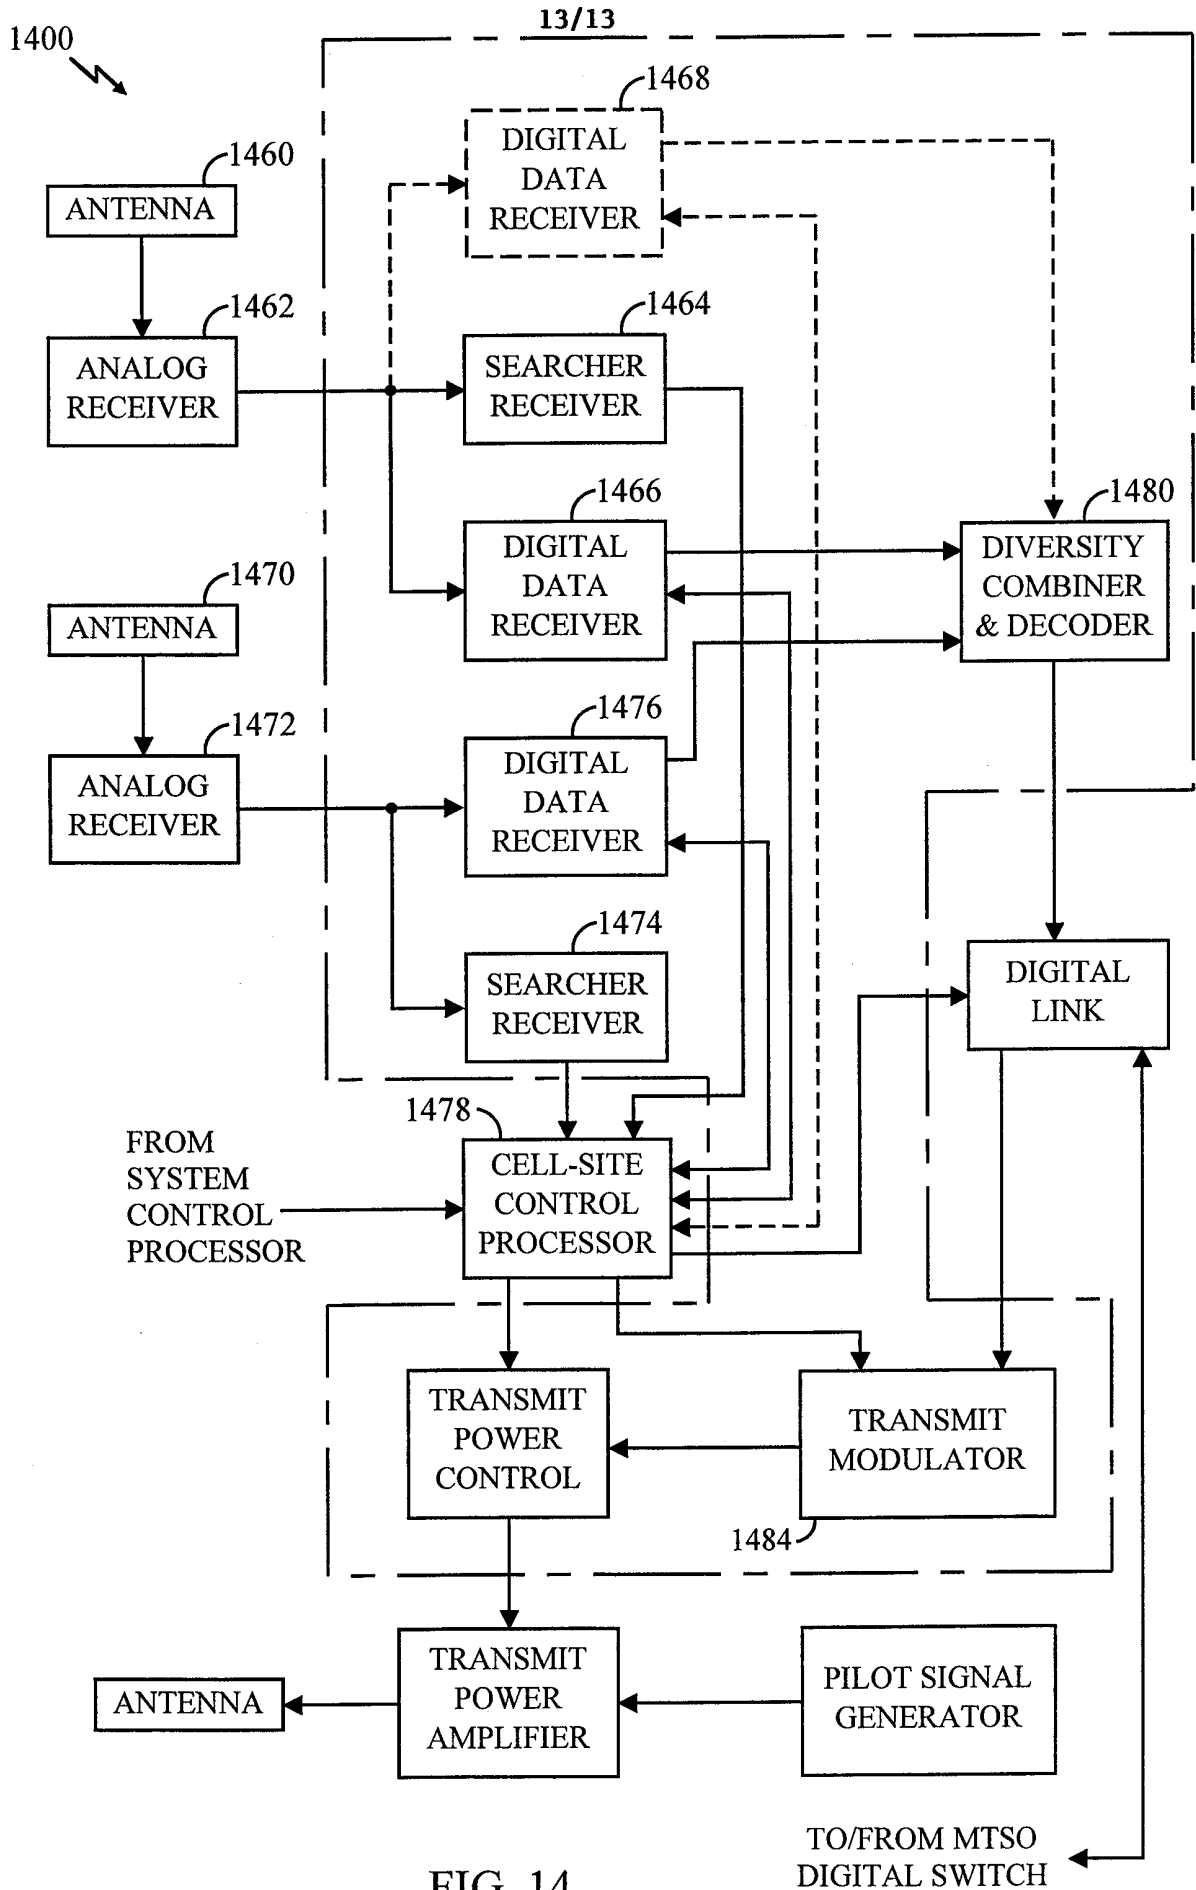 13/13
1400
1468
DIGITAL
DATA
RECEIVER
1460
ANTENNA
1462
ANALOG
RECEIVER
1464
SEARCHER
RECEIVER
1466
DIGITAL
DATA
RECEIVER
1480
DIVERSITY
COMBINER
& DECODER
1470
ANTENNA
1472
ANALOG
RECEIVER
1476
DIGITAL
DATA
RECEIVER
1474
SEARCHER
RECEIVER
DIGITAL
LINK
1478
CELL-SITE
CONTROL
PROCESSOR
FROM
SYSTEM
CONTROL
PROCESSOR
TRANSMIT
POWER
CONTROL
TRANSMIT
MODULATOR
1484
TRANSMIT
POWER
AMPLIFIER
ANTENNA
PILOT SIGNAL
GENERATOR
TO/FROM MTSO
DIGITAL SWITCH
FIG. 14